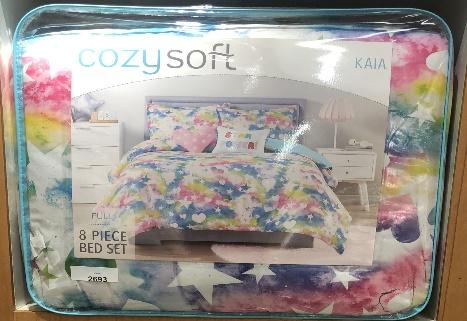 cozysoft
KAIA
FULL
8 PIECE
BED SET
2693